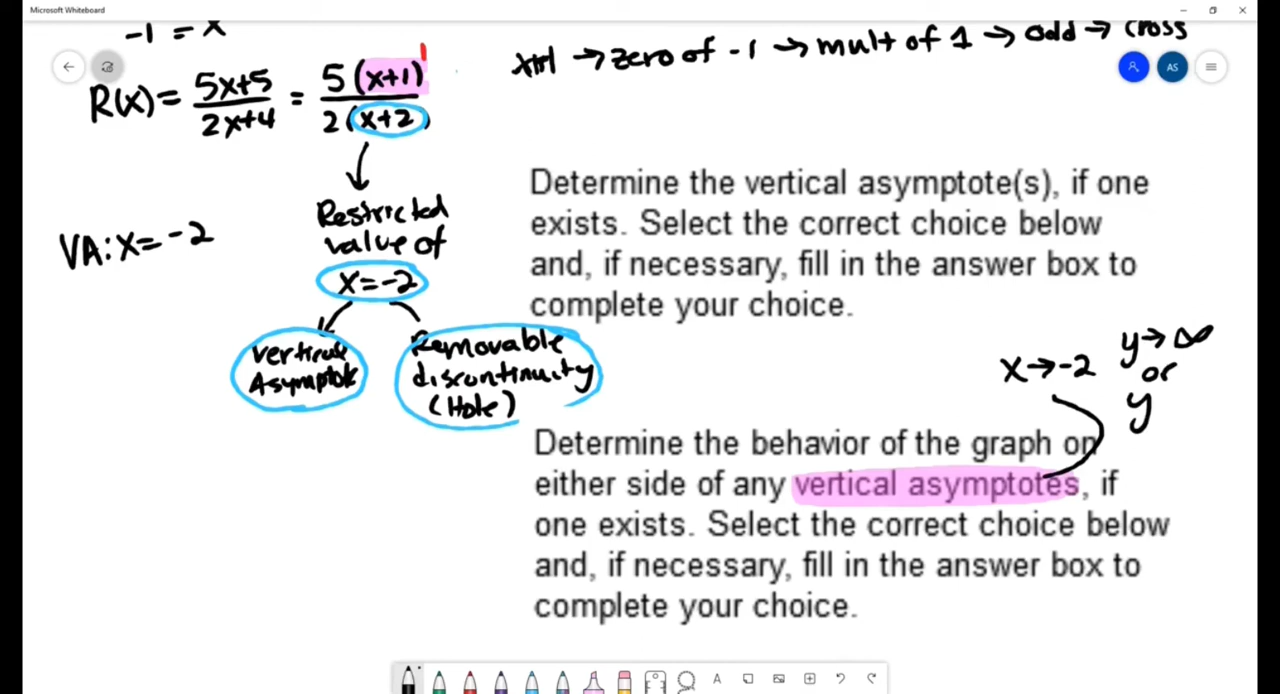 Microsoft Whiteboard
-1 = x
x+1 → zero of -1 → mult of 1 → odd → cross
AS
R(x) = 5x+5 / 2x+4 = 5(x+1)^1 / 2(x+2)
Restricted
value of
x=-2
VA: x=-2
Vertical
Asymptote
Removable
discontinuity
(Hole)
Determine the vertical asymptote(s), if one
exists. Select the correct choice below
and, if necessary, fill in the answer box to
complete your choice.
x→-2
y→∞
or
y
Determine the behavior of the graph on
either side of any vertical asymptotes, if
one exists. Select the correct choice below
and, if necessary, fill in the answer box to
complete your choice.
A